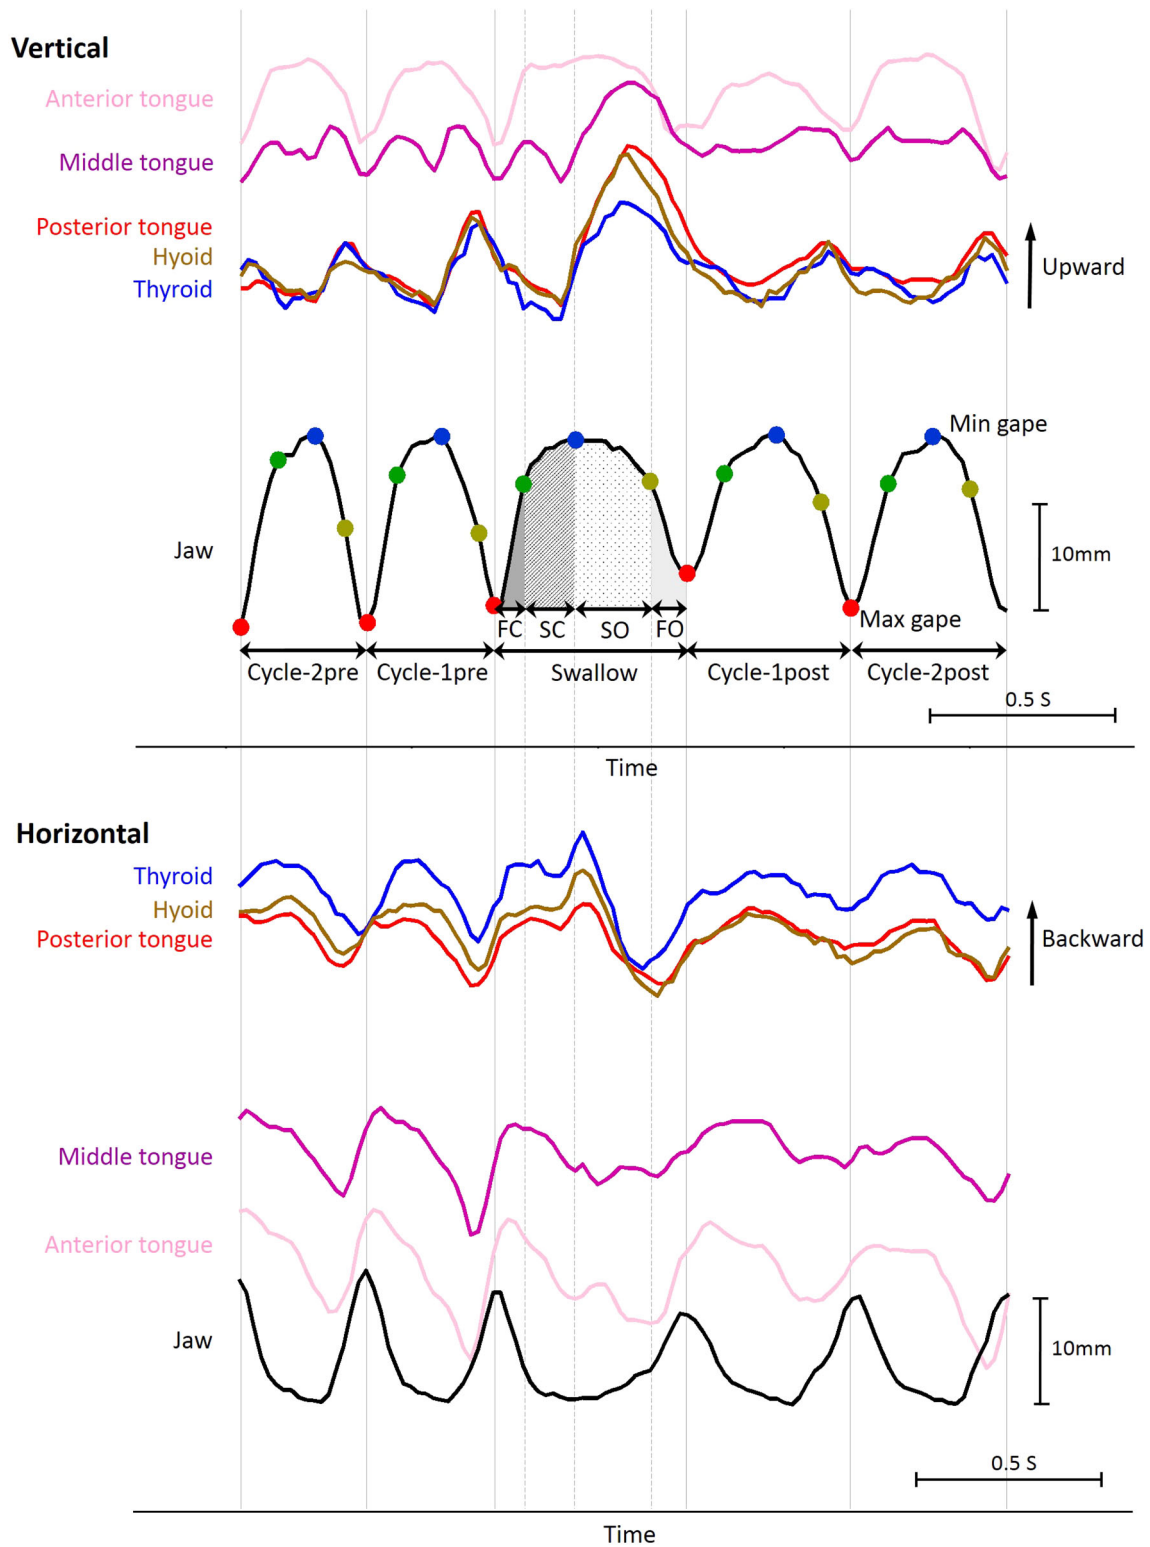 Vertical
Anterior tongue
Middle tongue
Posterior tongue
Hyoid
Thyroid
Upward
Min gape
Jaw
10mm
Max gape
FC SC SO FO
Cycle-2pre Cycle-1pre Swallow Cycle-1post Cycle-2post
0.5 S
Time
Horizontal
Thyroid
Hyoid
Posterior tongue
Backward
Middle tongue
Anterior tongue
Jaw
10mm
0.5 S
Time